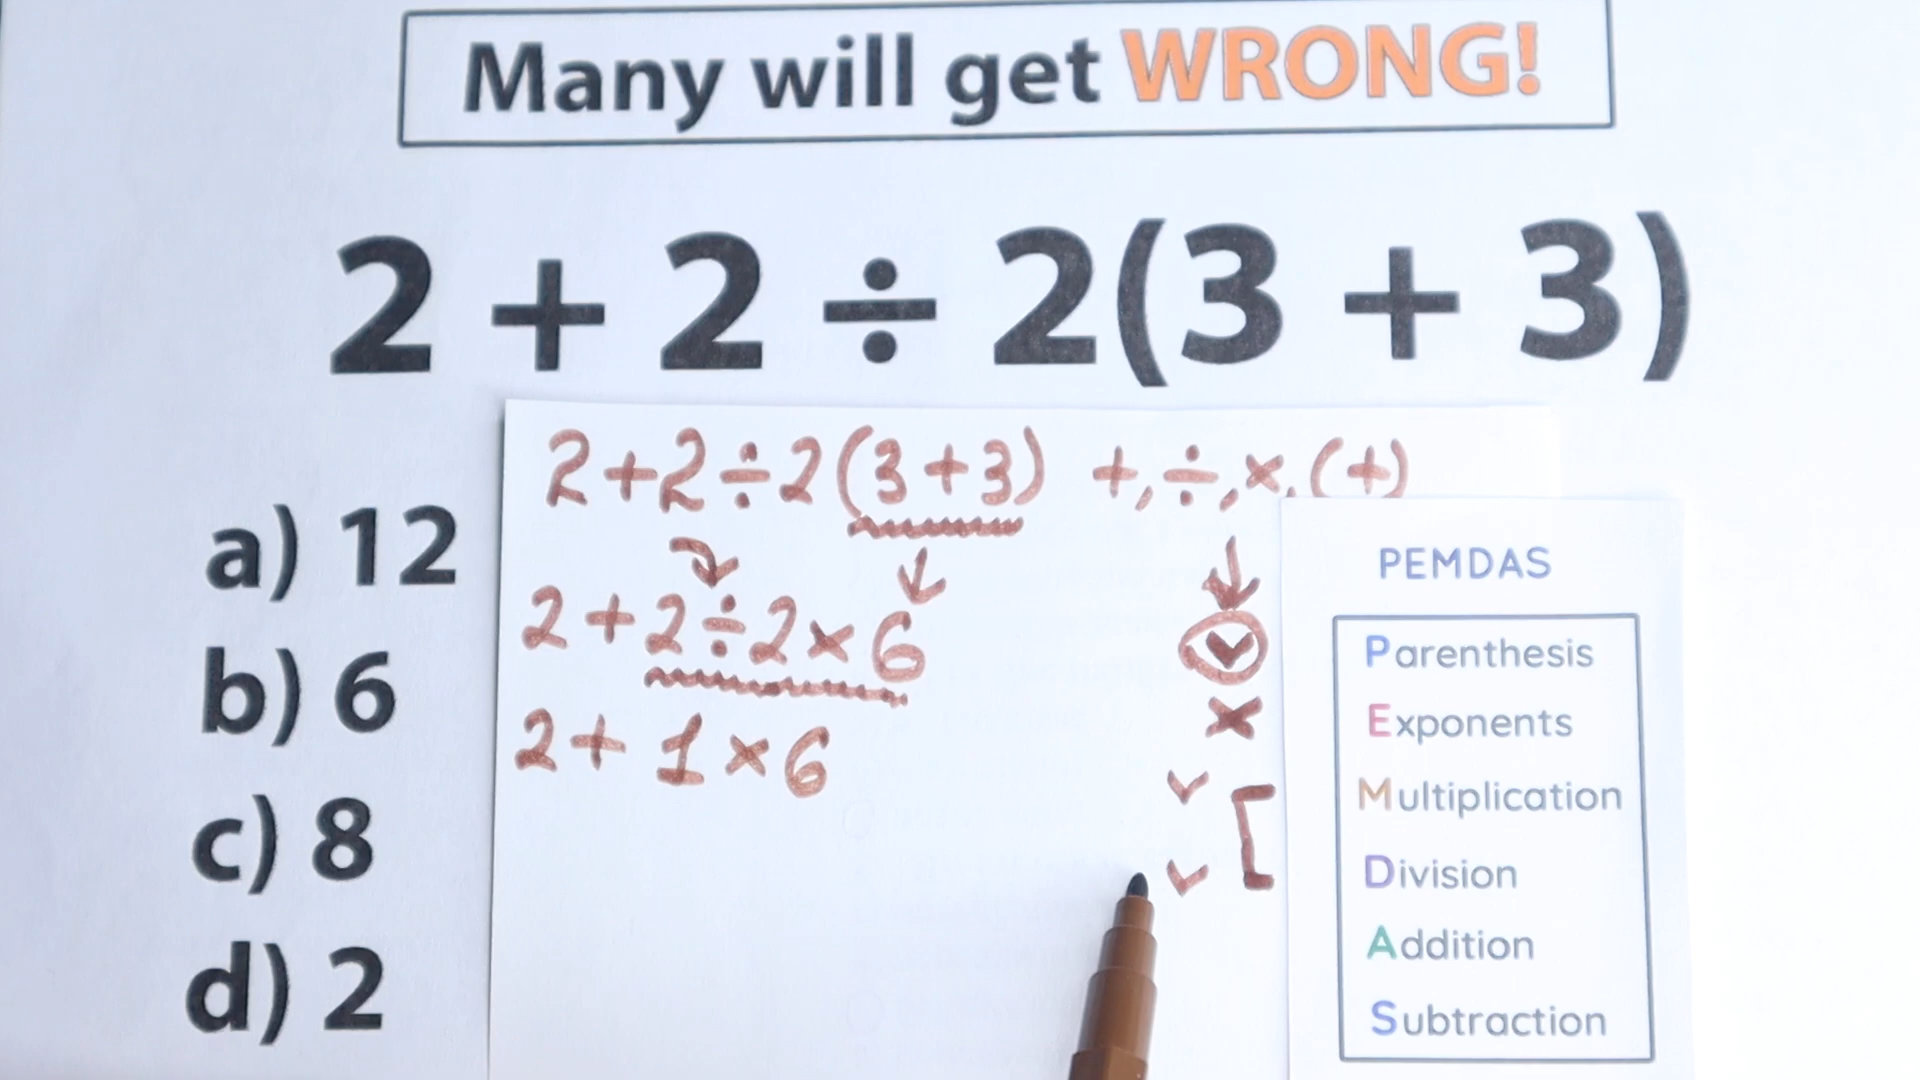 Many will get WRONG!
2 + 2 ÷ 2(3 + 3)
2+2÷2(3+3) +,÷,×,(+)
2+2÷2×6
2+1×6
a) 12
b) 6
c) 8
d) 2
PEMDAS
Parenthesis
Exponents
Multiplication
Division
Addition
Subtraction